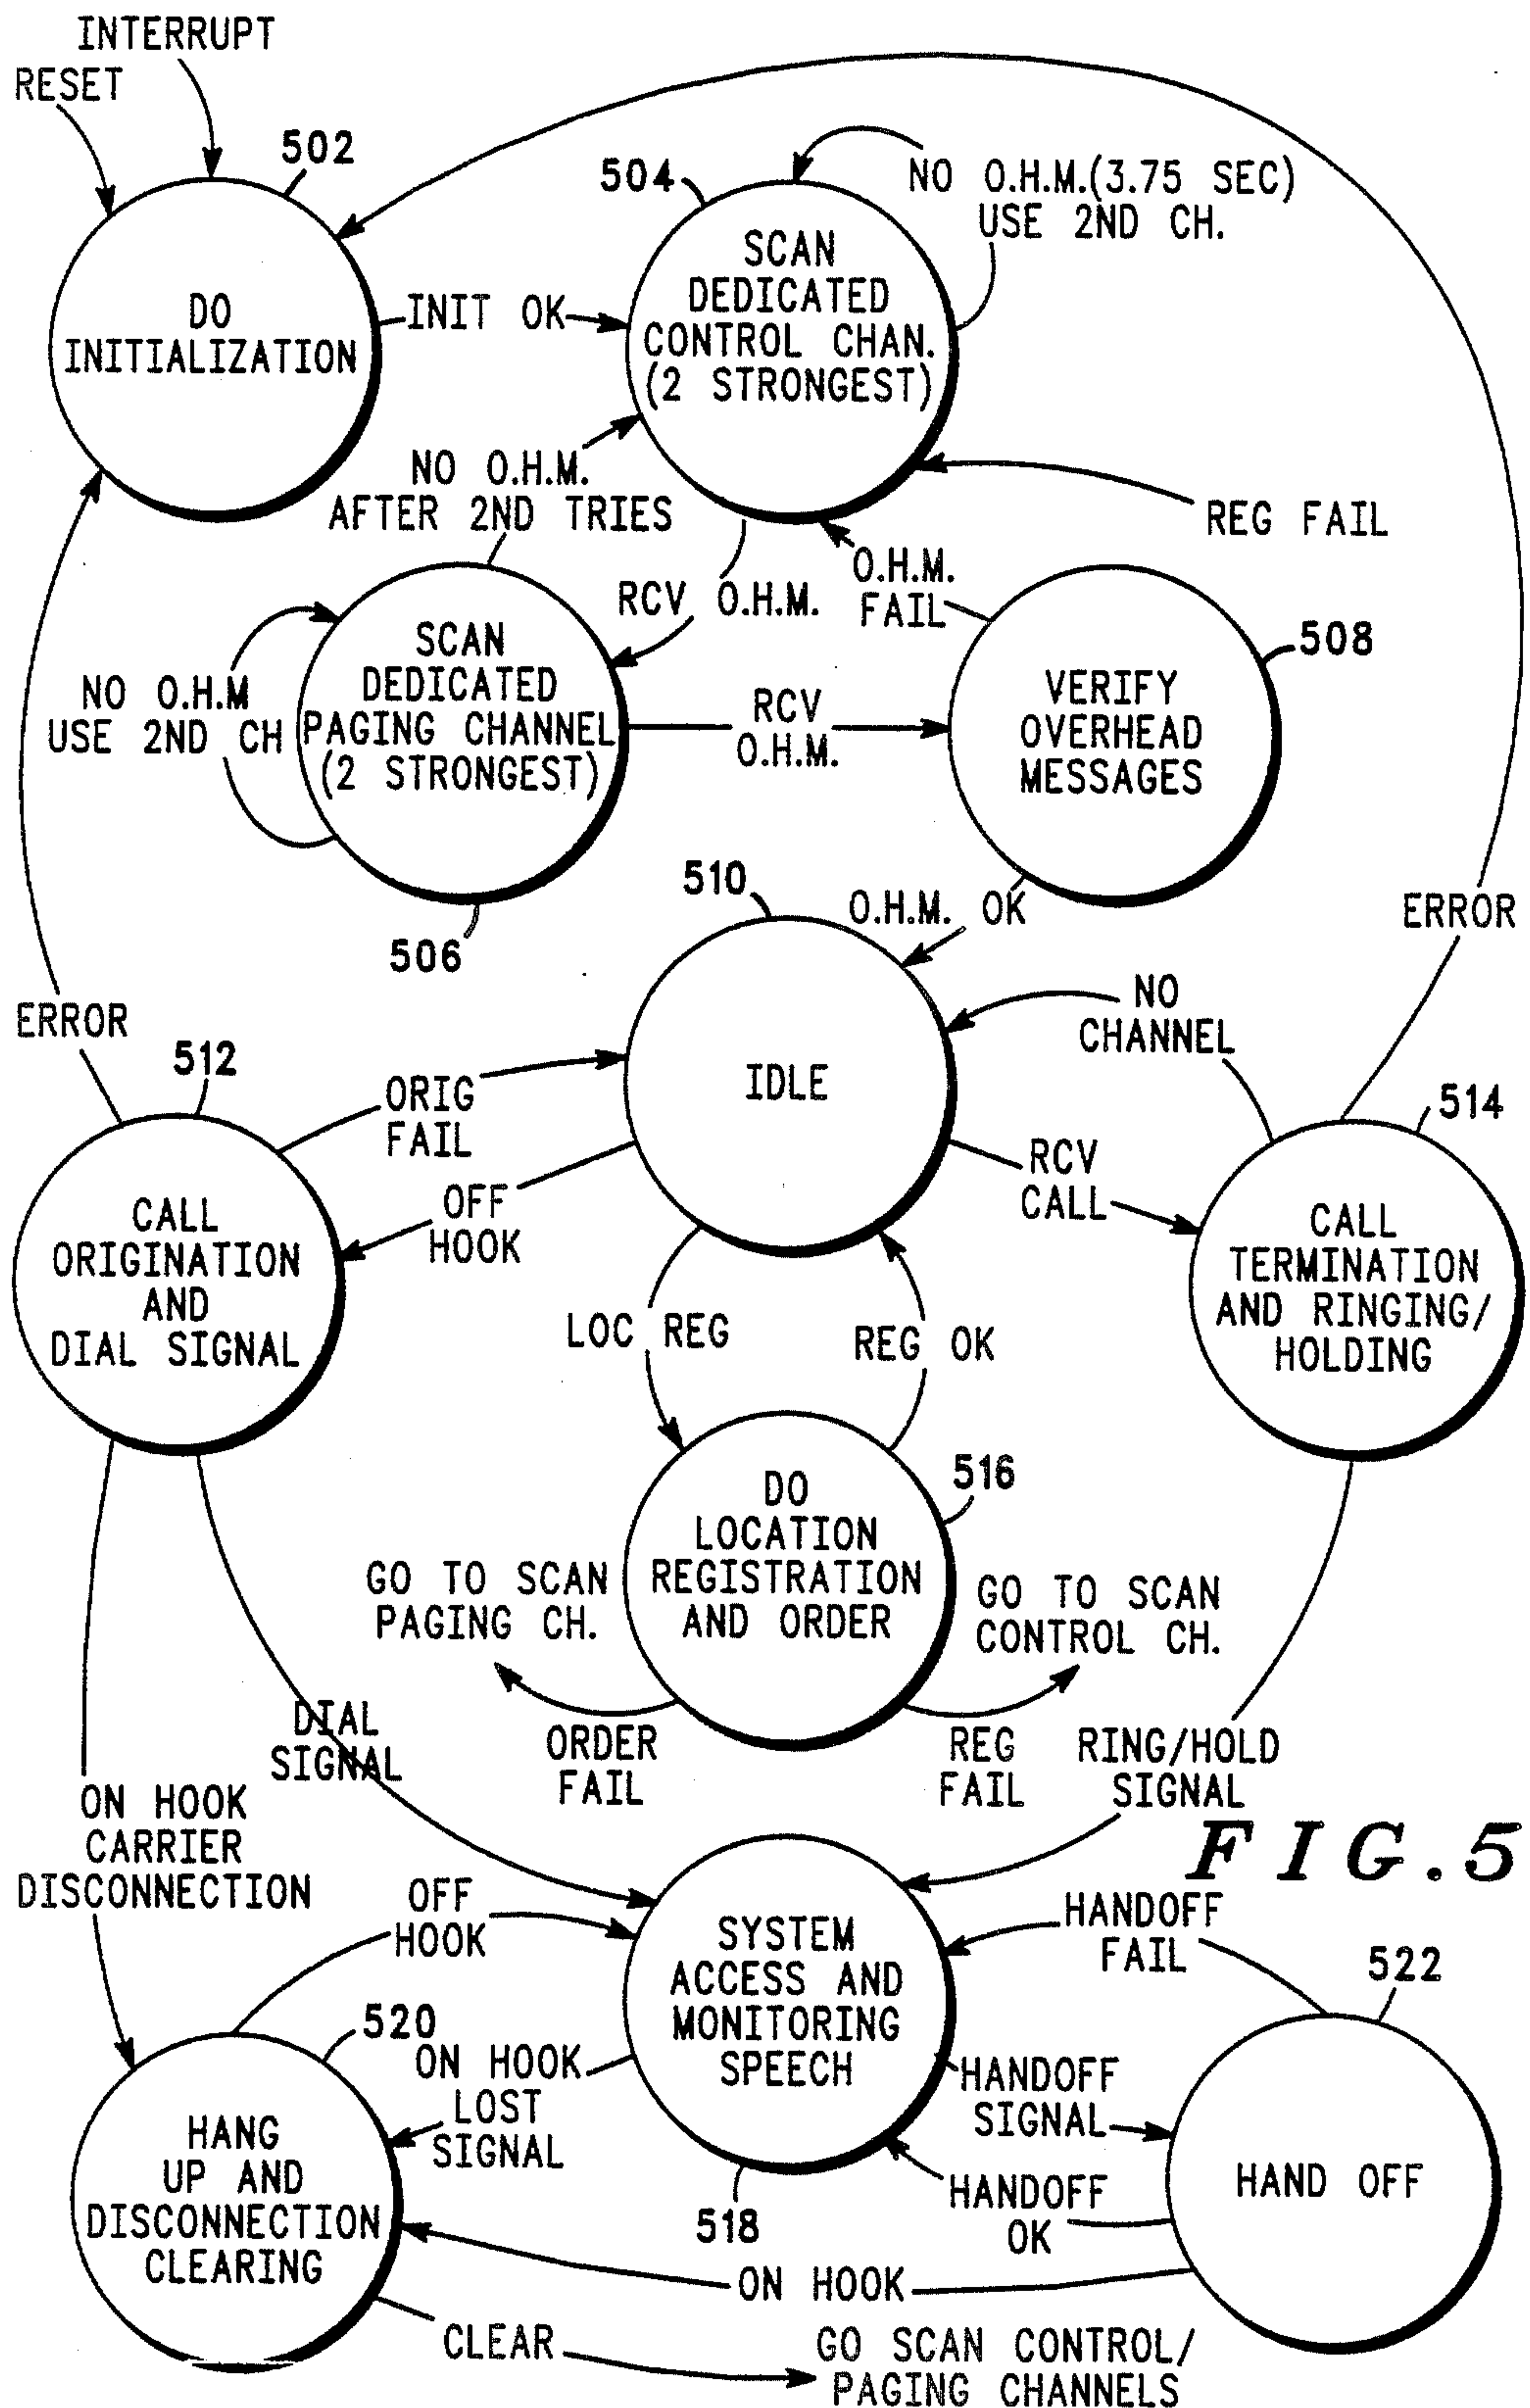 INTERRUPT
RESET
502
504
NO O.H.M.(3.75 SEC)
USE 2ND CH.
DO
INITIALIZATION
INIT OK
SCAN
DEDICATED
CONTROL CHAN.
(2 STRONGEST)
NO O.H.M.
AFTER 2ND TRIES
REG FAIL
RCV O.H.M.
O.H.M.
FAIL
508
NO O.H.M
USE 2ND CH
SCAN
DEDICATED
PAGING CHANNEL
(2 STRONGEST)
RCV
O.H.M.
VERIFY
OVERHEAD
MESSAGES
506
510
O.H.M. OK
ERROR
ERROR
512
ORIG
FAIL
IDLE
NO
CHANNEL
514
OFF
HOOK
RCV
CALL
CALL
ORIGINATION
AND
DIAL SIGNAL
CALL
TERMINATION
AND RINGING/
HOLDING
LOC REG
REG OK
516
DO
LOCATION
REGISTRATION
AND ORDER
GO TO SCAN
PAGING CH.
GO TO SCAN
CONTROL CH.
ORDER
FAIL
REG
FAIL
DIAL
SIGNAL
RING/HOLD
SIGNAL
ON HOOK
CARRIER
DISCONNECTION
FIG.5
OFF
HOOK
SYSTEM
ACCESS AND
MONITORING
SPEECH
HANDOFF
FAIL
522
520
ON HOOK
LOST
SIGNAL
HANDOFF
SIGNAL
HANG
UP AND
DISCONNECTION
CLEARING
518
HANDOFF
OK
HAND OFF
ON HOOK
CLEAR
GO SCAN CONTROL/
PAGING CHANNELS